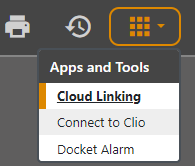 Apps and Tools
Cloud Linking
Connect to Clio
Docket Alarm